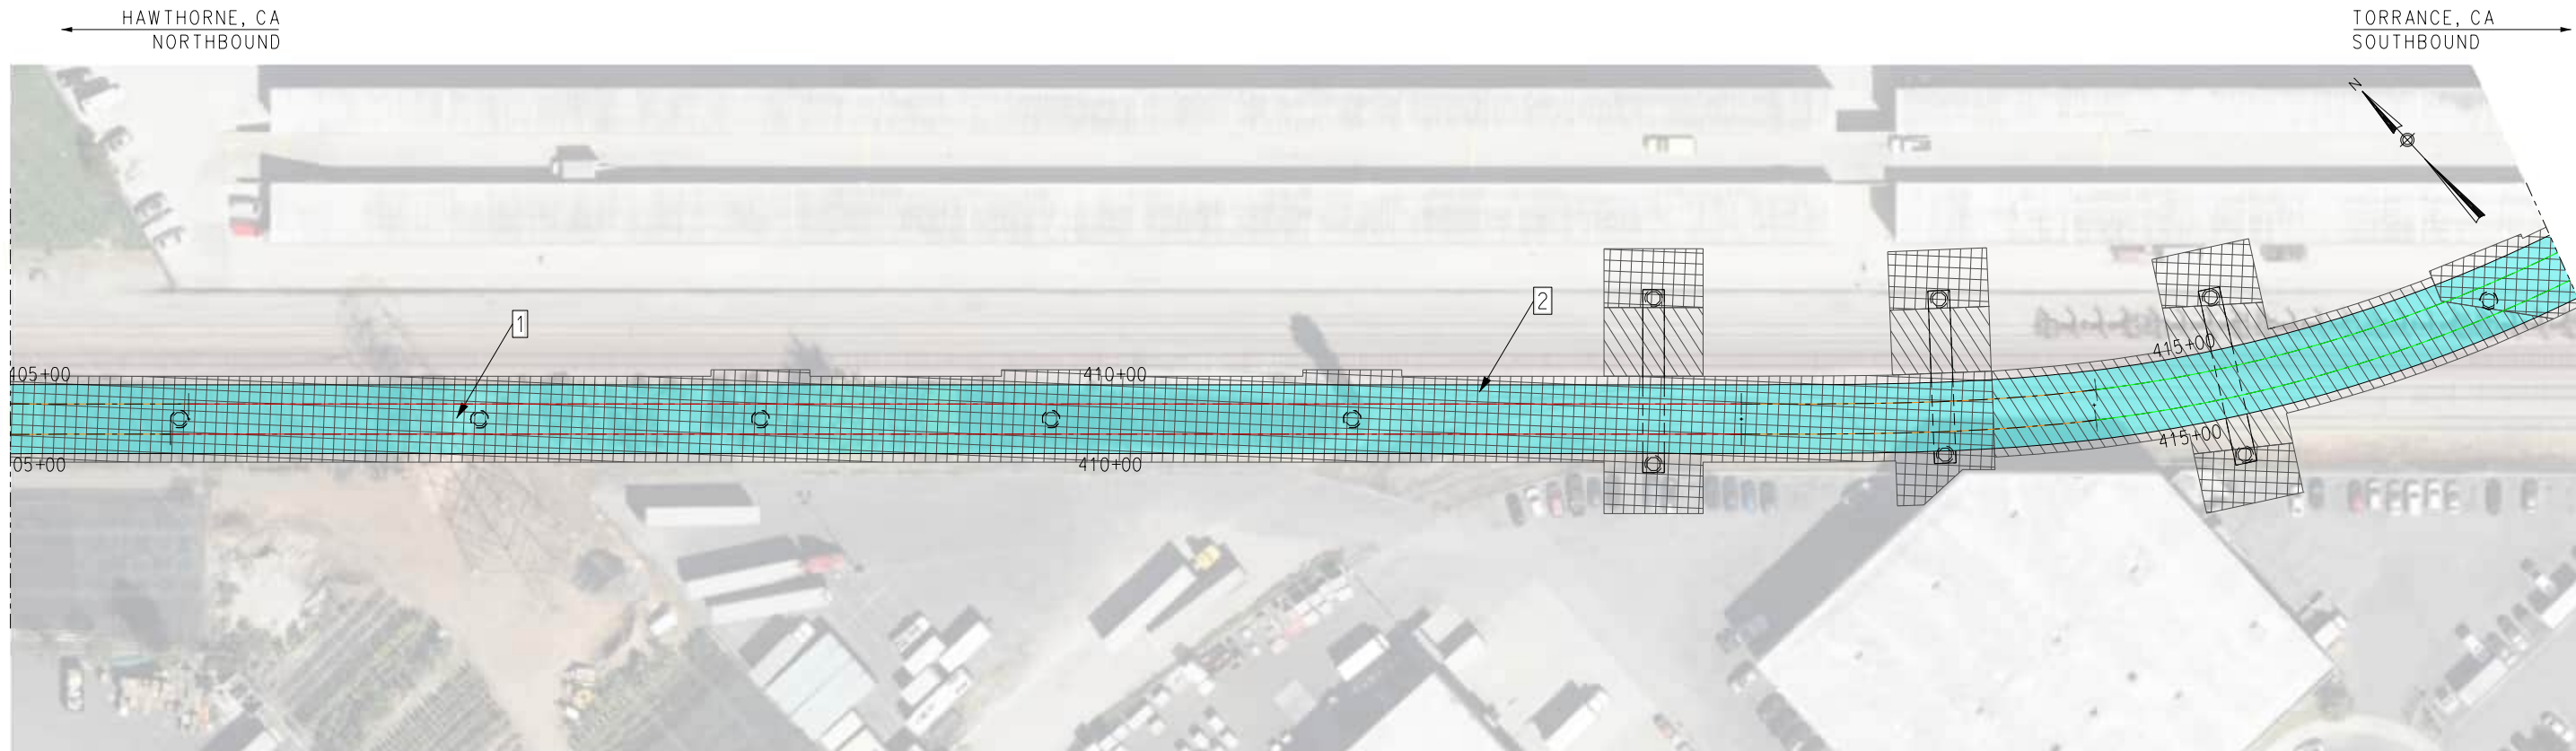 HAWTHORNE, CA
NORTHBOUND
TORRANCE, CA
SOUTHBOUND
N
1
2
405+00
410+00
415+00
05+00
410+00
415+00